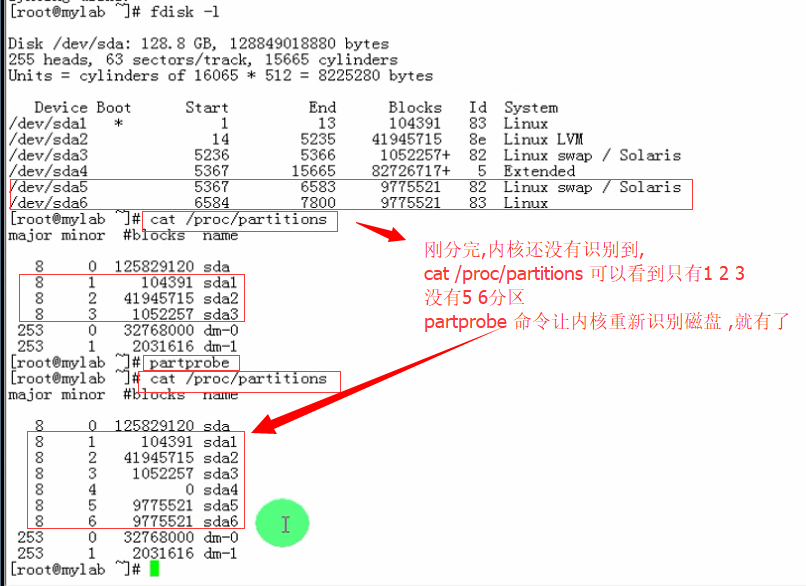 [root@mylab ~]# fdisk -l
Disk /dev/sda: 128.8 GB, 128849018880 bytes
255 heads, 63 sectors/track, 15665 cylinders
Units = cylinders of 16065 * 512 = 8225280 bytes
Device Boot Start End Blocks Id System
/dev/sda1 * 1 13 104391 83 Linux
/dev/sda2 14 5235 41945715 8e Linux LVM
/dev/sda3 5236 5366 1052257+ 82 Linux swap / Solaris
/dev/sda4 5367 15665 82726717+ 5 Extended
/dev/sda5 5367 6583 9775521 82 Linux swap / Solaris
/dev/sda6 6584 7800 9775521 83 Linux
[root@mylab ~]# cat /proc/partitions
major minor #blocks name
8 0 125829120 sda
8 1 104391 sda1
8 2 41945715 sda2
8 3 1052257 sda3
253 0 32768000 dm-0
253 1 2031616 dm-1
刚分完,内核还没有识别到,
cat /proc/partitions 可以看到只有1 2 3
没有5 6分区
partprobe 命令让内核重新识别磁盘 ,就有了
[root@mylab ~]# partprobe
[root@mylab ~]# cat /proc/partitions
major minor #blocks name
8 0 125829120 sda
8 1 104391 sda1
8 2 41945715 sda2
8 3 1052257 sda3
8 4 0 sda4
8 5 9775521 sda5
8 6 9775521 sda6
253 0 32768000 dm-0
253 1 2031616 dm-1
[root@mylab ~]#